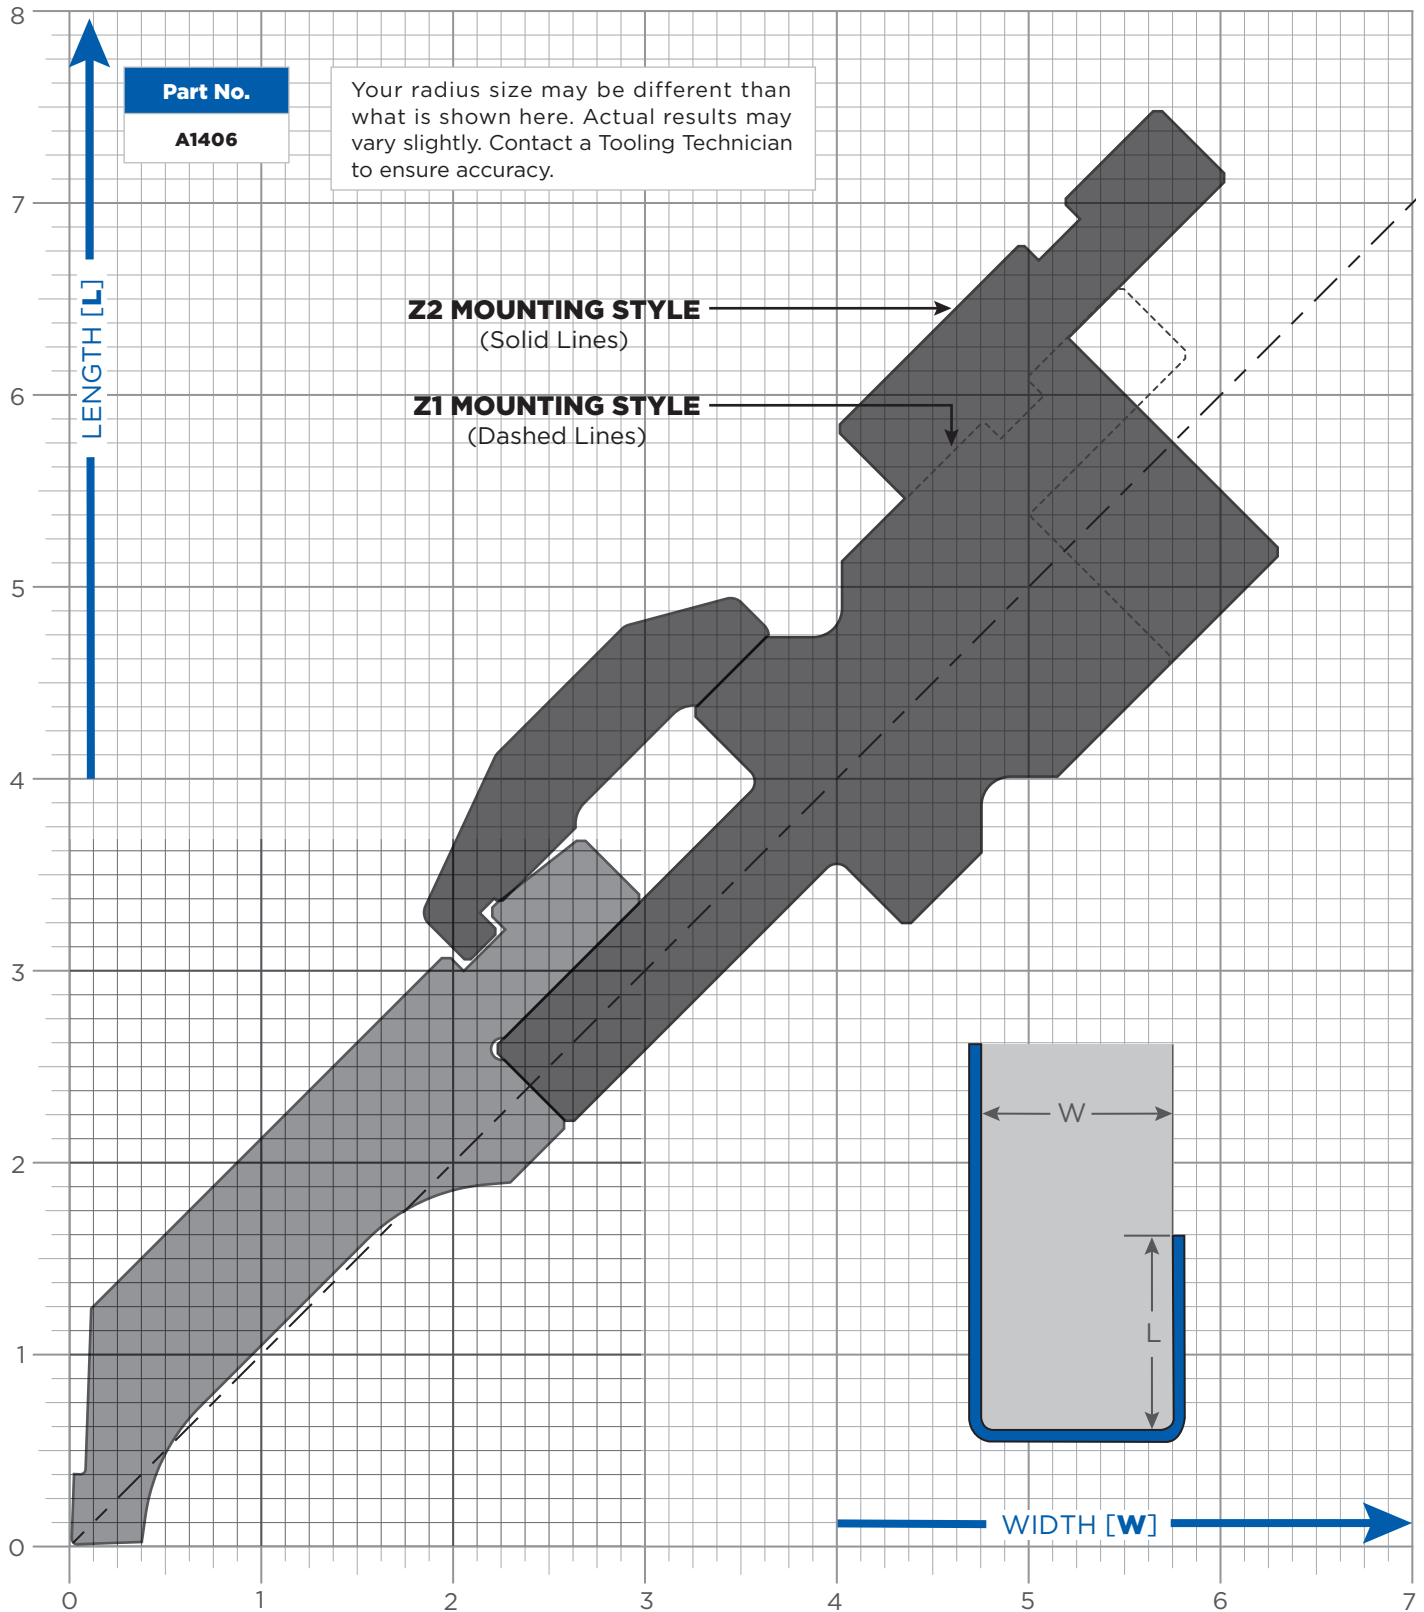 8
Part No.
A1406
Your radius size may be different than
what is shown here. Actual results may
vary slightly. Contact a Tooling Technician
to ensure accuracy.
7
LENGTH [L]
Z2 MOUNTING STYLE
(Solid Lines)
6
Z1 MOUNTING STYLE
(Dashed Lines)
5
4
3
W
2
L
1
WIDTH [W]
0
0 1 2 3 4 5 6 7